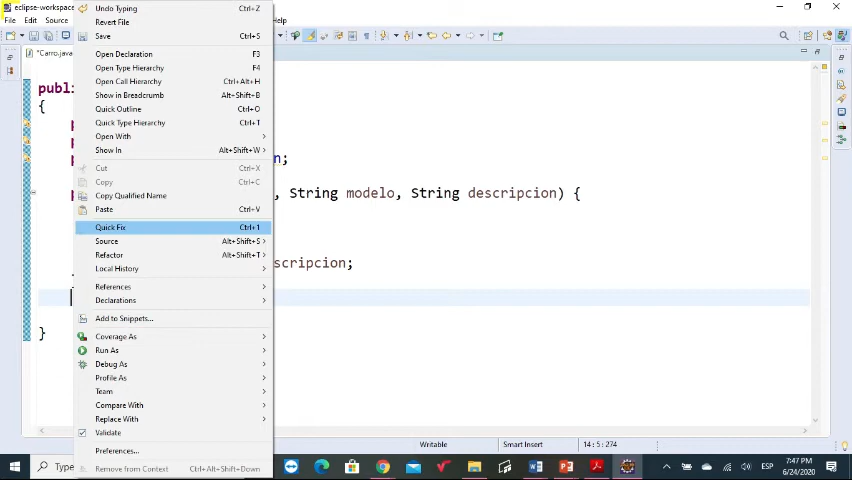 eclipse-workspace
File Edit Source Help
*Carro.java
Undo Typing Ctrl+Z
Revert File
Save Ctrl+S
Open Declaration F3
Open Type Hierarchy F4
Open Call Hierarchy Ctrl+Alt+H
Show in Breadcrumb Alt+Shift+B
Quick Outline Ctrl+O
Quick Type Hierarchy Ctrl+T
Open With
Show In Alt+Shift+W
Cut Ctrl+X
Copy Ctrl+C
Copy Qualified Name
Paste Ctrl+V
Quick Fix Ctrl+1
Source Alt+Shift+S
Refactor Alt+Shift+T
Local History
References
Declarations
Add to Snippets...
Coverage As
Run As
Debug As
Profile As
Team
Compare With
Replace With
Validate
Preferences...
Remove from Context Ctrl+Alt+Shift+Down
publi
{
p
p
p n;
p , String modelo, String descripcion) {
scripcion;
}
Writable Smart Insert 14 : 5 : 274
Type
ESP
7:47 PM
6/24/2020